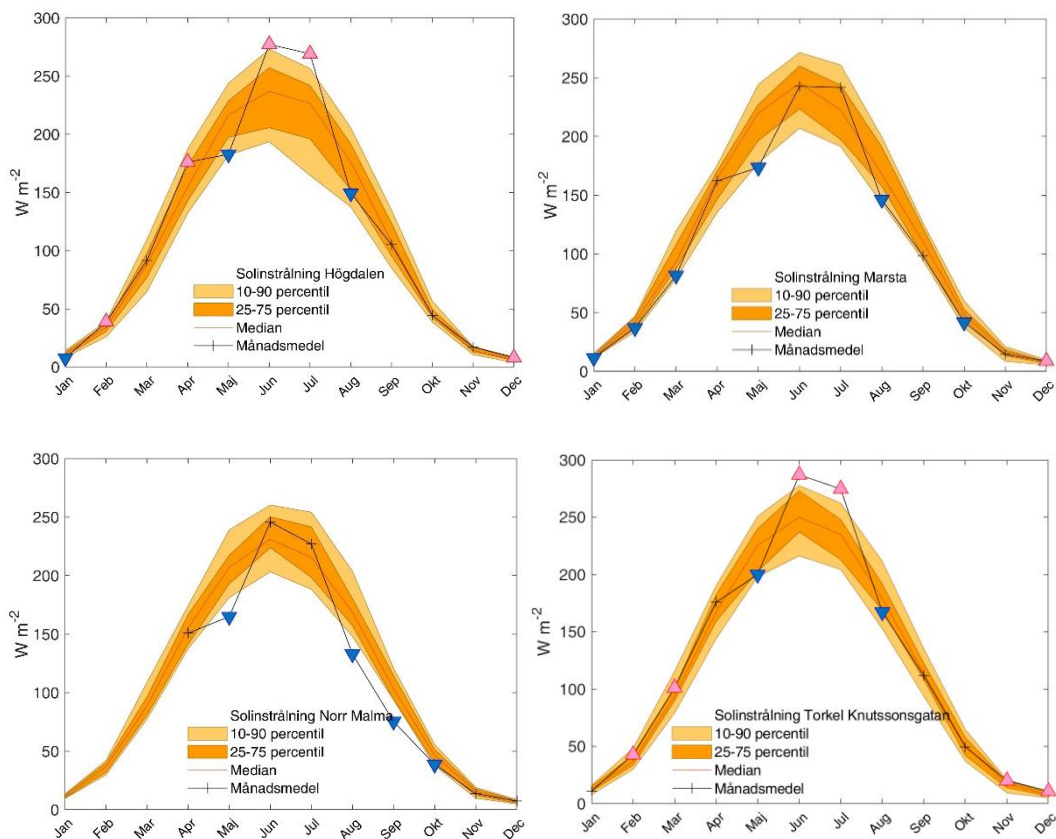 300
250
200
150
100
50
0
W m-2
Solinstrålning Högdalen
10-90 percentil
25-75 percentil
Median
Månadsmedel
Jan Feb Mar Apr Maj Jun Jul Aug Sep Okt Nov Dec
300
250
200
150
100
50
0
W m-2
Solinstrålning Marsta
10-90 percentil
25-75 percentil
Median
Månadsmedel
Jan Feb Mar Apr Maj Jun Jul Aug Sep Okt Nov Dec
300
250
200
150
100
50
0
W m-2
Solinstrålning Norr Malma
10-90 percentil
25-75 percentil
Median
Månadsmedel
Jan Feb Mar Apr Maj Jun Jul Aug Sep Okt Nov Dec
300
250
200
150
100
50
0
W m-2
Solinstrålning Torkel Knutssonsgatan
10-90 percentil
25-75 percentil
Median
Månadsmedel
Jan Feb Mar Apr Maj Jun Jul Aug Sep Okt Nov Dec